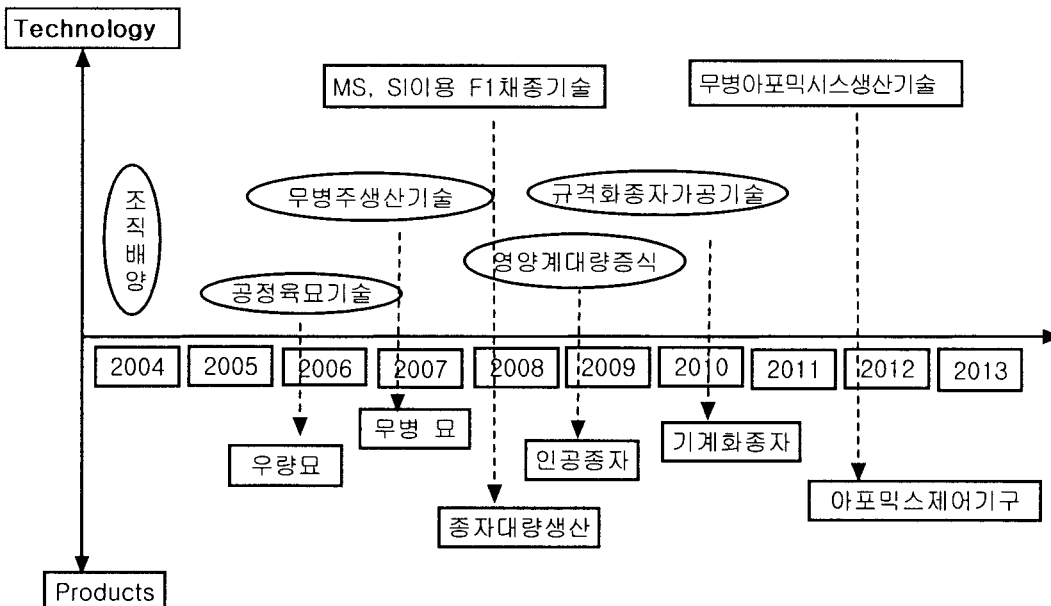 Technology
MS, SI이용 F1채종기술
무병아포믹시스생산기술
조직배양
무병주생산기술
규격화종자가공기술
영양계대량증식
공정육묘기술
2004 2005 2006 2007 2008 2009 2010 2011 2012 2013
무병 묘
우량묘
인공종자
기계화종자
아포믹스제어기구
종자대량생산
Products